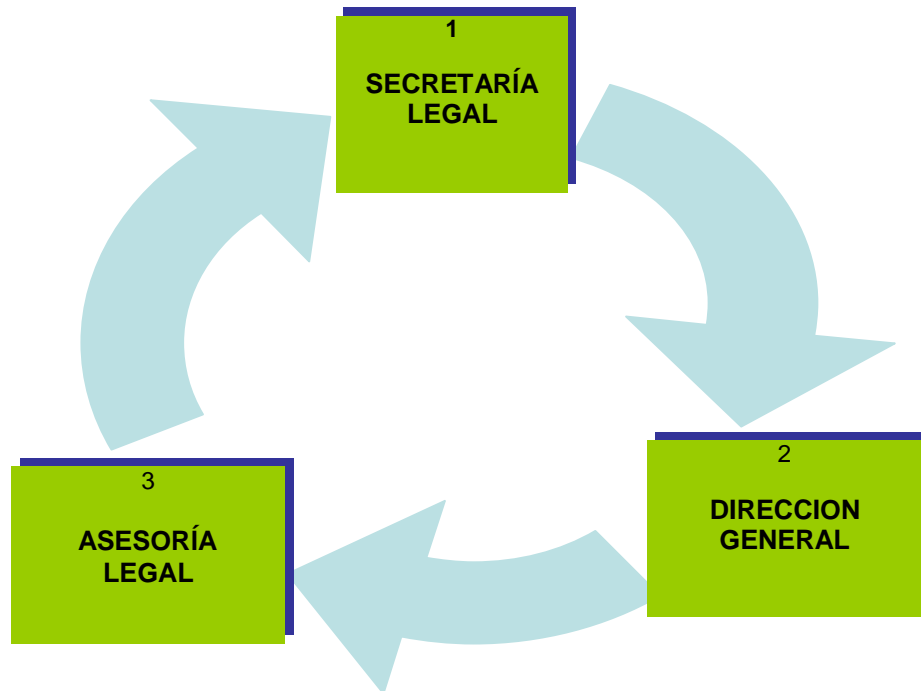 1
SECRETARÍA
LEGAL
2
DIRECCION
GENERAL
3
ASESORÍA
LEGAL